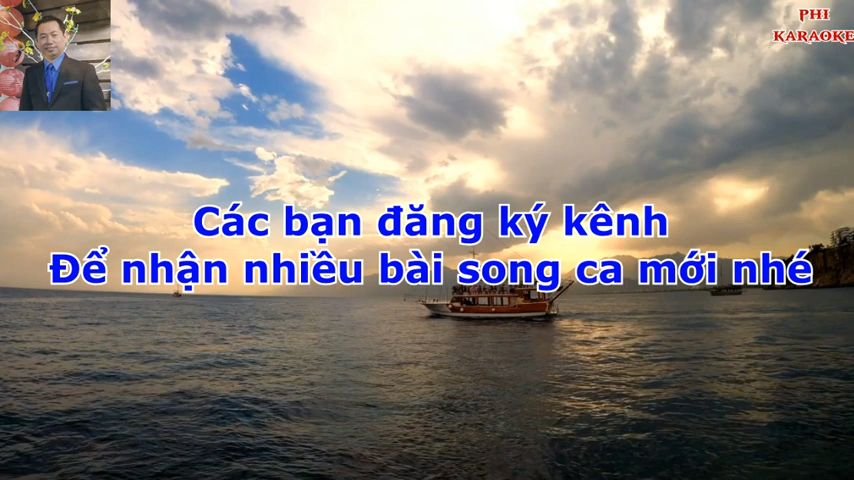 PHI
KARAOKE
Các bạn đăng ký kênh
Để nhận nhiều bài song ca mới nhé